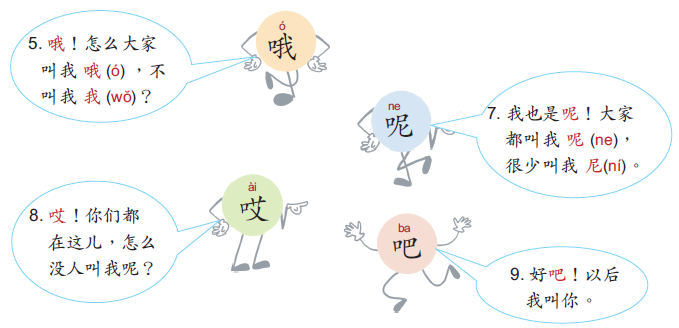 5. 哦！怎么大家
叫我 哦 (ó) ，不
叫我 我 (wǒ)？
ó
哦
ne
呢
7. 我也是呢！大家
都叫我 呢 (ne)，
很少叫我 尼(ní)。
8. 哎！你们都
在这儿，怎么
没人叫我呢？
ài
哎
ba
吧
9. 好吧！以后
我叫你。